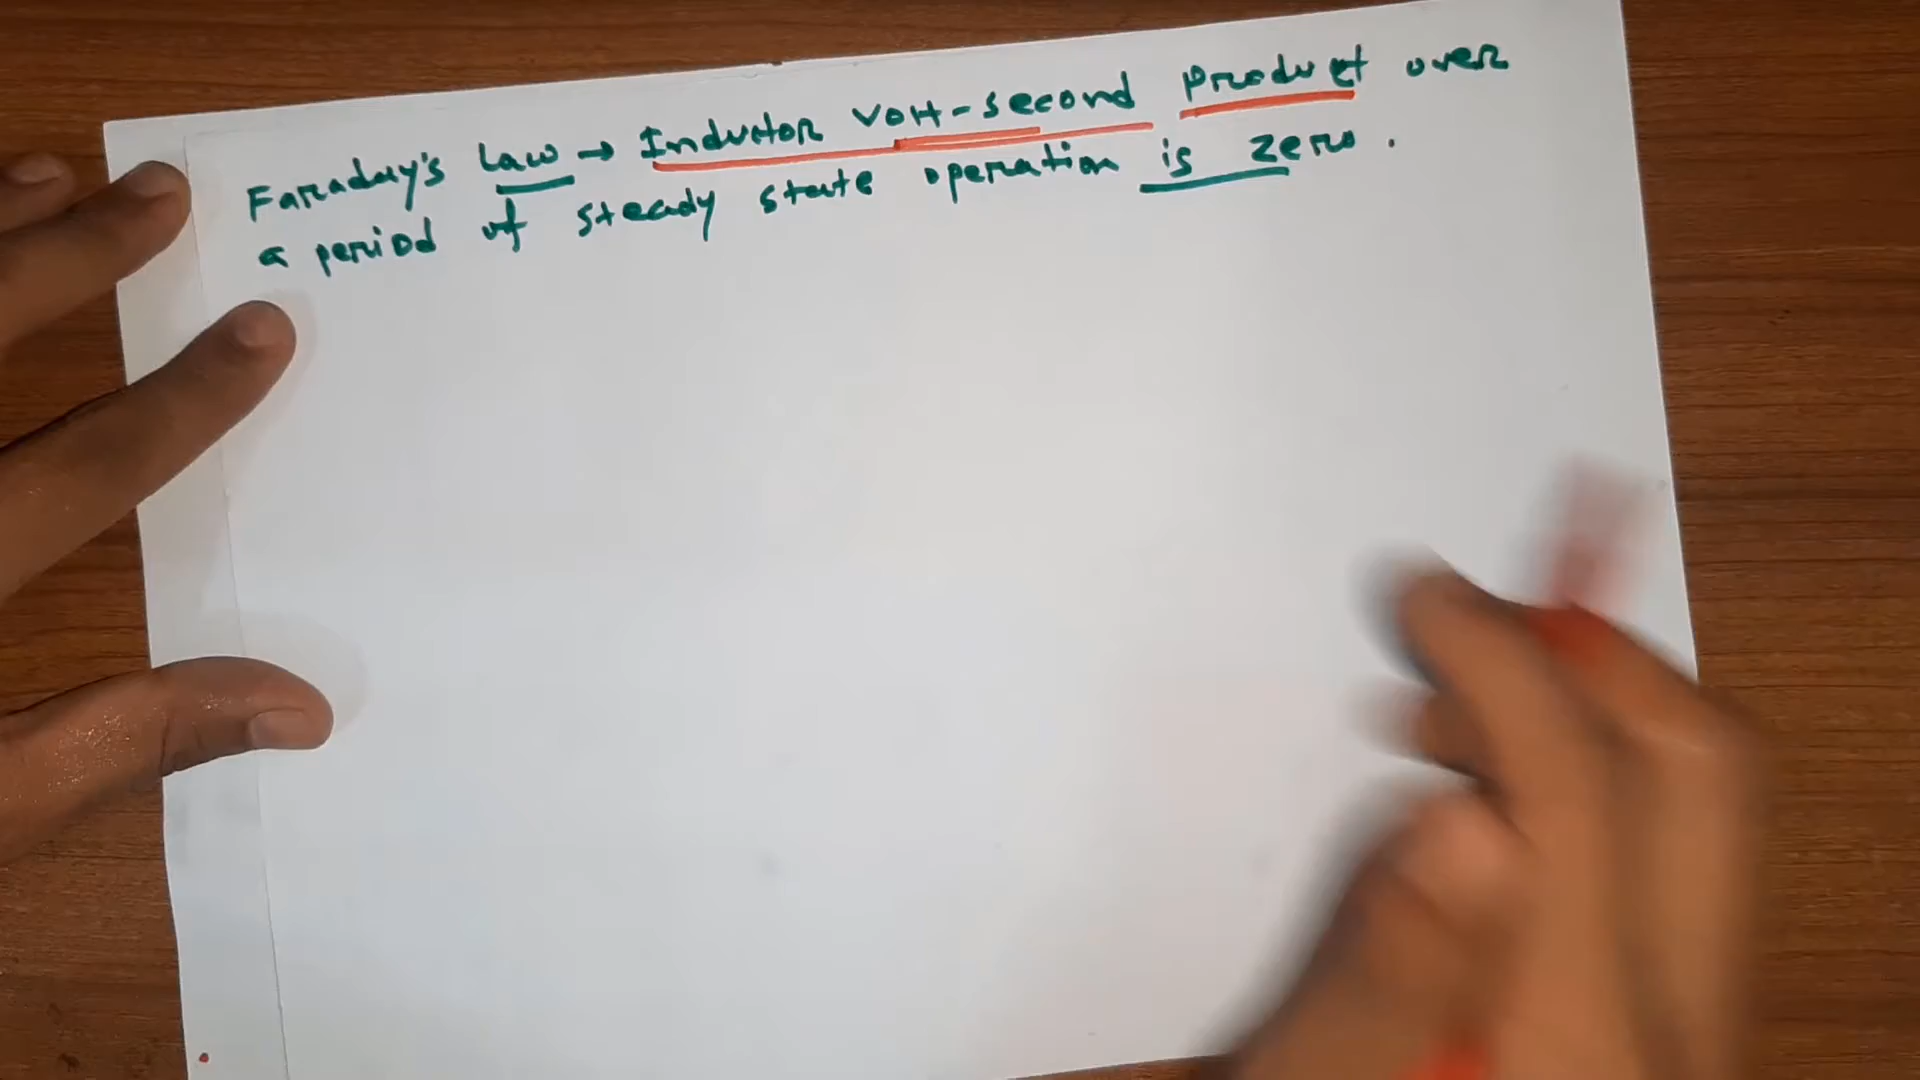 Faraday's law → Inductor volt-second product over
a period of steady state operation is zero.